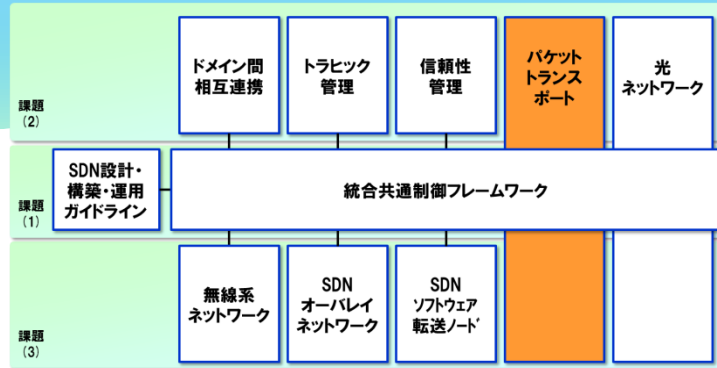 課題
(2)
ドメイン間
相互連携
トラヒック
管理
信頼性
管理
パケット
トランス
ポート
光
ネットワーク
課題
(1)
SDN設計・
構築・運用
ガイドライン
統合共通制御フレームワーク
課題
(3)
無線系
ネットワーク
SDN
オーバレイ
ネットワーク
SDN
ソフトウェア
転送ノード